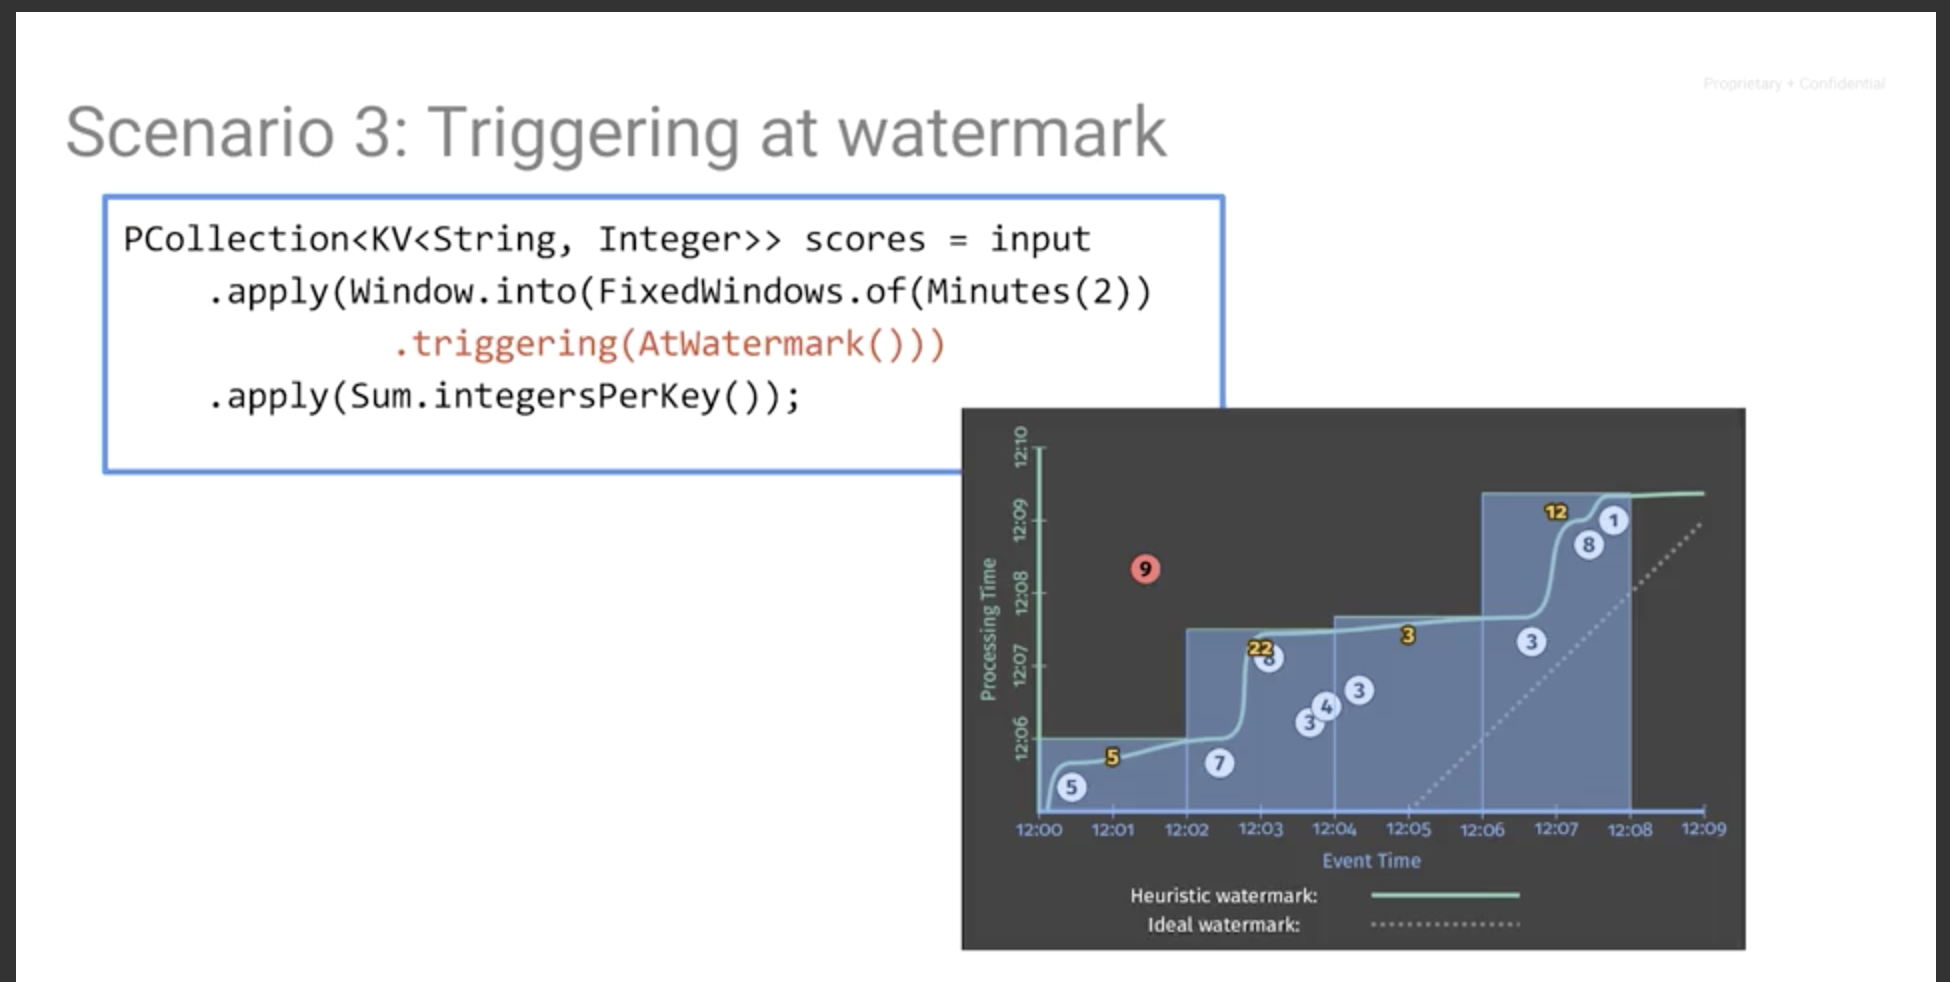 Proprietary + Confidential
Scenario 3: Triggering at watermark
PCollection<KV<String, Integer>> scores = input
.apply(Window.into(FixedWindows.of(Minutes(2))
.triggering(AtWatermark()))
.apply(Sum.integersPerKey());
Processing Time
12:10
12:09
12:08
12:07
12:06
9
12
1
8
3
22
8
3
3
4
3
7
5
5
12:00 12:01 12:02 12:03 12:04 12:05 12:06 12:07 12:08 12:09
Event Time
Heuristic watermark:
Ideal watermark: